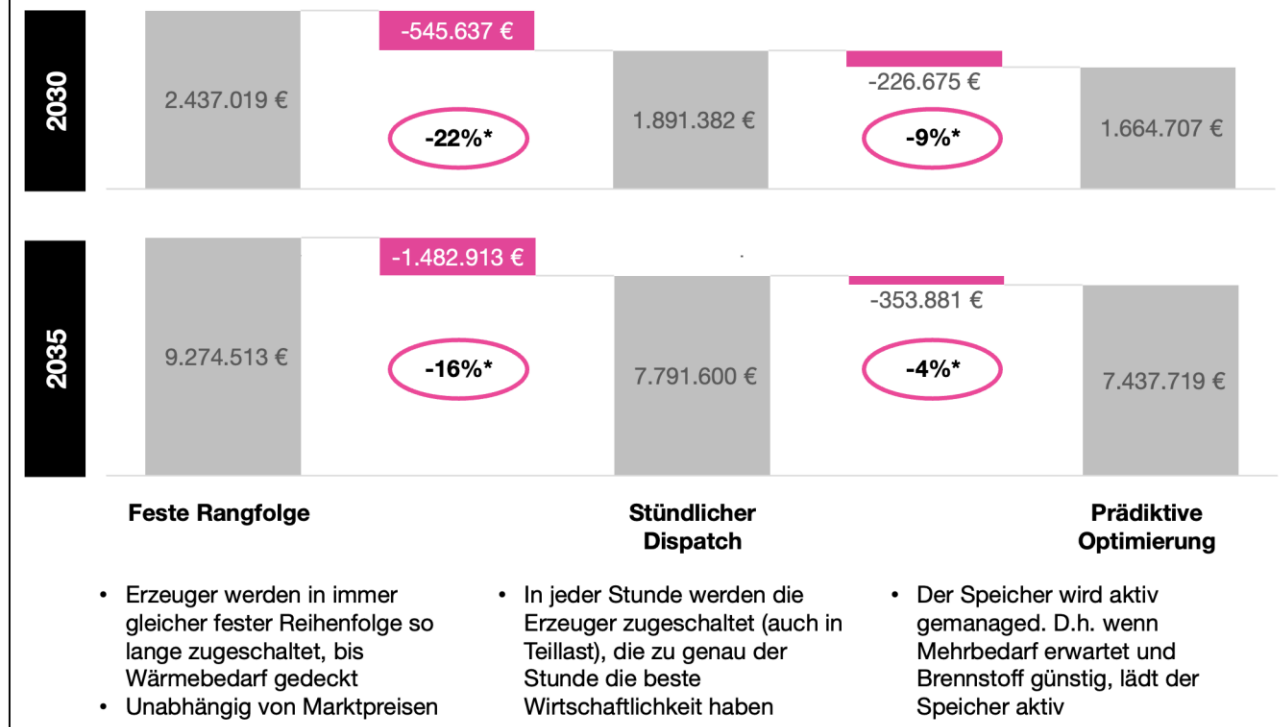 2030
2.437.019 €
-545.637 €
-22%*
1.891.382 €
-226.675 €
-9%*
1.664.707 €
2035
9.274.513 €
-1.482.913 €
-16%*
7.791.600 €
-353.881 €
-4%*
7.437.719 €
Feste Rangfolge
Stündlicher
Dispatch
Prädiktive
Optimierung
• Erzeuger werden in immer
gleicher fester Reihenfolge so
lange zugeschaltet, bis
Wärmebedarf gedeckt
• Unabhängig von Marktpreisen
• In jeder Stunde werden die
Erzeuger zugeschaltet (auch in
Teillast), die zu genau der
Stunde die beste
Wirtschaftlichkeit haben
• Der Speicher wird aktiv
gemanaged. D.h. wenn
Mehrbedarf erwartet und
Brennstoff günstig, lädt der
Speicher aktiv